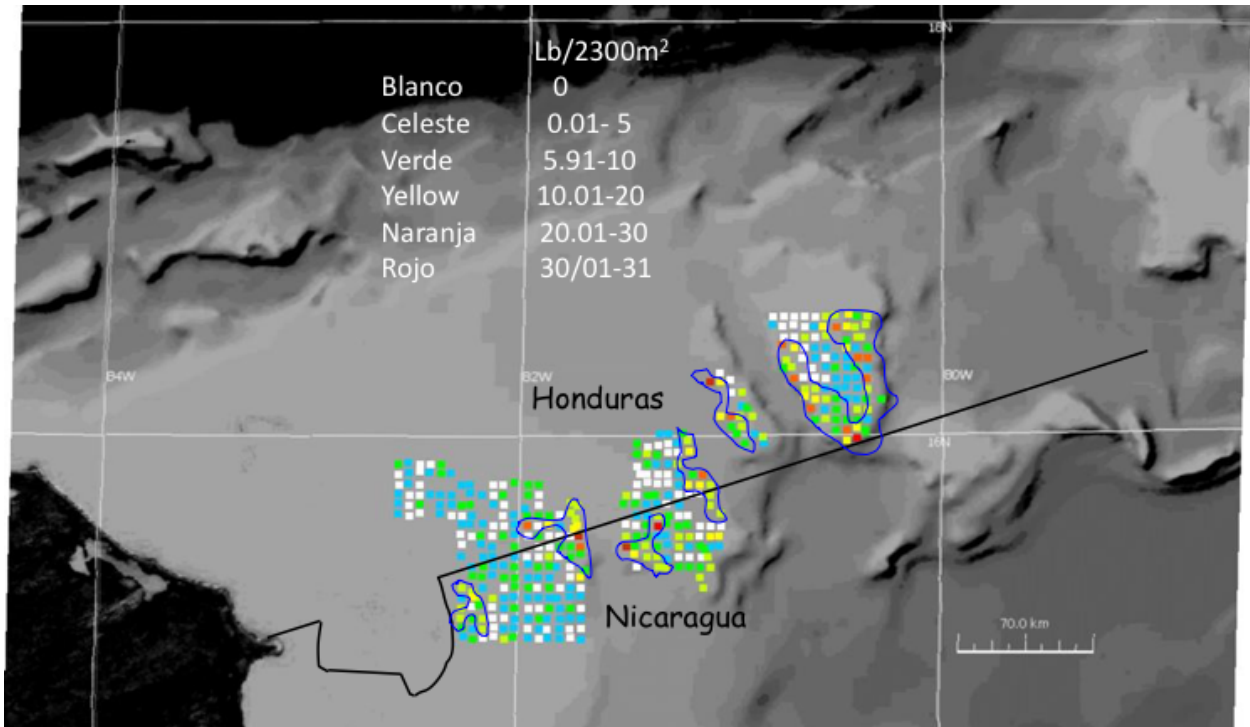 18N
Lb/2300m²
Blanco 0
Celeste 0.01- 5
Verde 5.91-10
Yellow 10.01-20
Naranja 20.01-30
Rojo 30/01-31
84W
82W
80W
Honduras
16N
Nicaragua
70.0 km